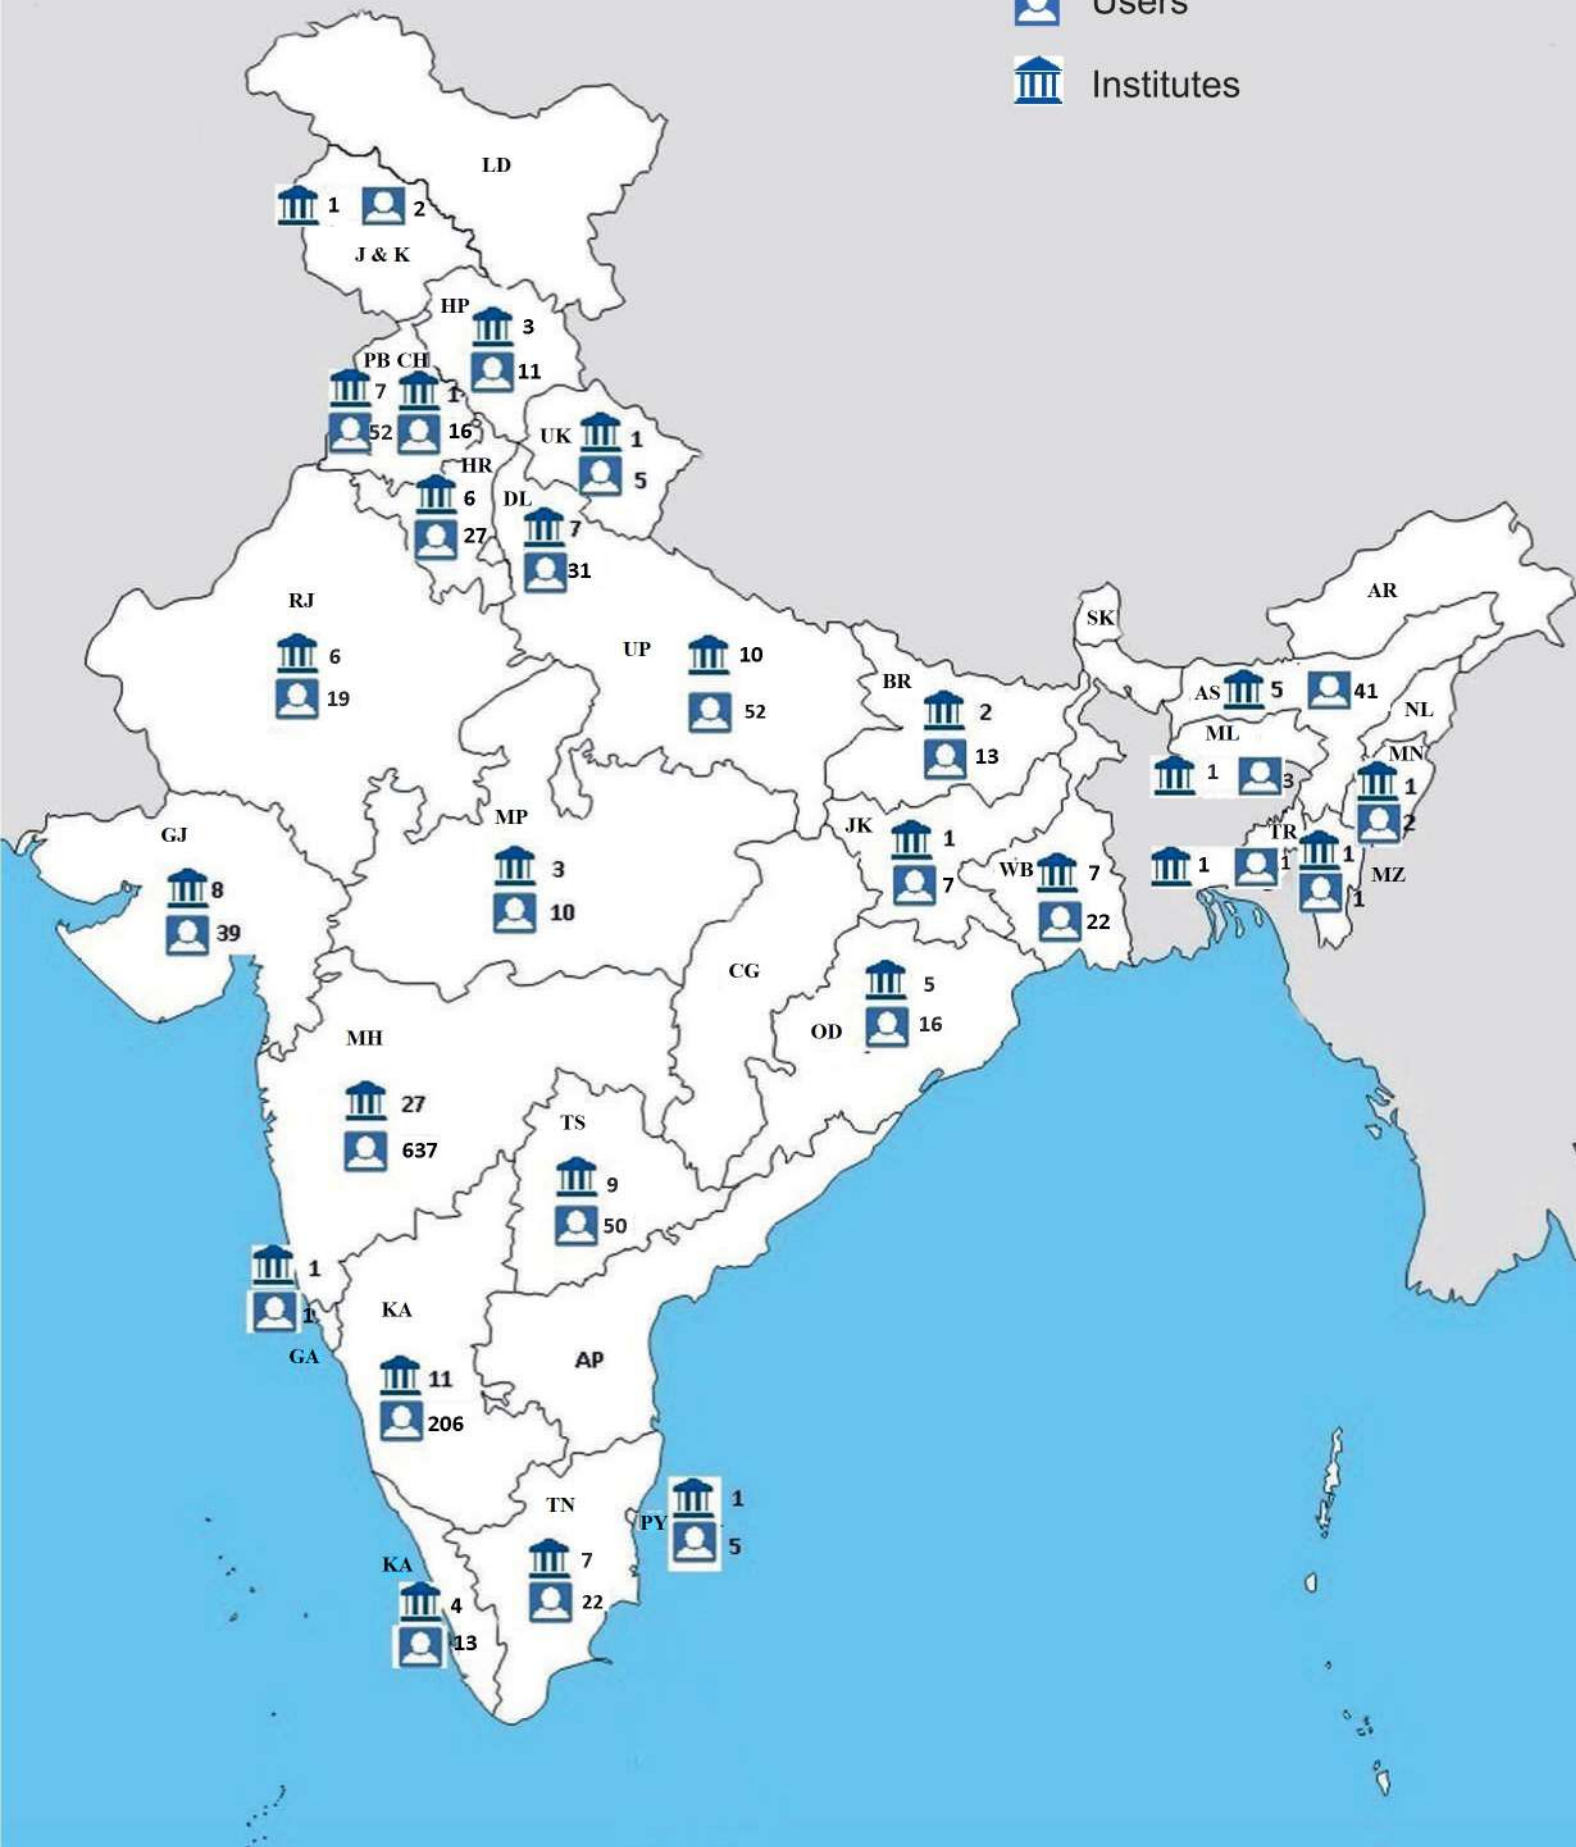 Users
Institutes
LD
1 2
J & K
HP
3
11
PB CH
7 1
52 16
UK 1
5
HR
6
27
DL
7
31
RJ
6
19
UP 10
52
BR
2
13
SK
AR
AS 5 41
NL
ML
1 3
MN
1
2
TR
1 1
1
1
MZ
GJ
8
39
MP
3
10
JK 1
7
WB 7
22
CG
OD
5
16
MH
27
637
TS
9
50
1
1
GA
KA
11
206
AP
TN
7
22
PY
1
5
KA
4
13